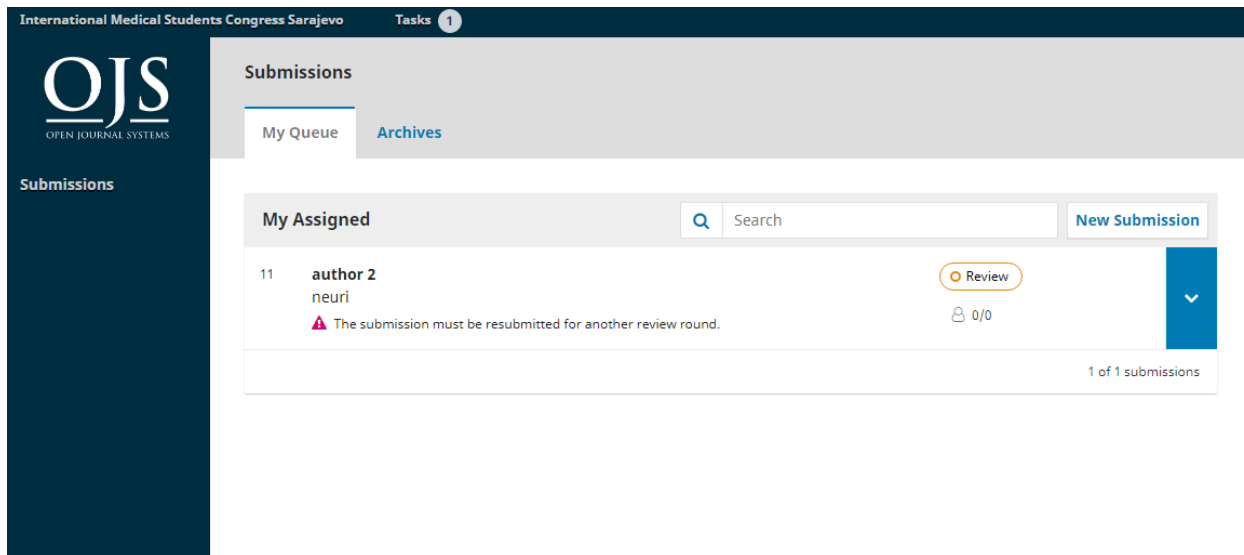 International Medical Students Congress Sarajevo Tasks 1
OJS
OPEN JOURNAL SYSTEMS
Submissions
Submissions
My Queue Archives
My Assigned Search New Submission
11 author 2 Review
neuri
The submission must be resubmitted for another review round. 0/0
1 of 1 submissions